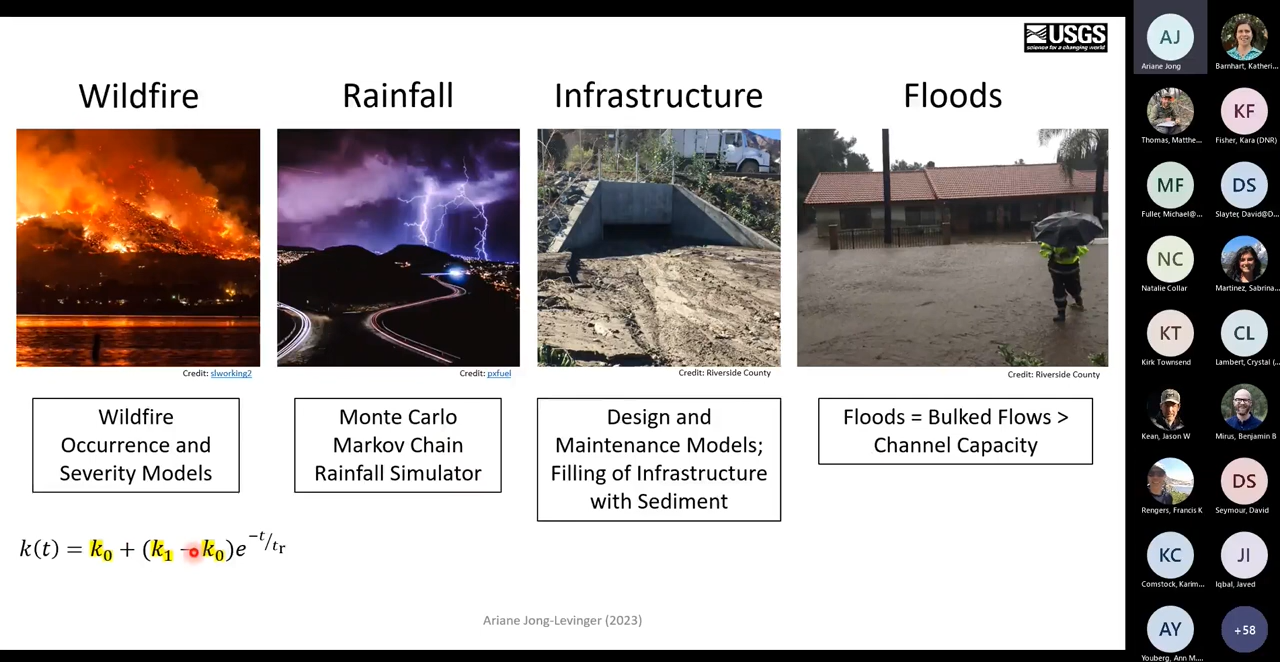 USGS
science for a changing world
Wildfire
Rainfall
Infrastructure
Floods
Credit: slworking2
Credit: pxfuel
Credit: Riverside County
Credit: Riverside County
Wildfire
Occurrence and
Severity Models
Monte Carlo
Markov Chain
Rainfall Simulator
Design and
Maintenance Models;
Filling of Infrastructure
with Sediment
Floods = Bulked Flows >
Channel Capacity
k(t) = k₀ + (k₁ - k₀)e^(-t/tᵣ)
Ariane Jong-Levinger (2023)
AJ
Ariane Jong
Barnhart, Katheri...
Thomas, Matthe...
KF
Fisher, Kara (DNR)
MF
Fuller, Michael@...
DS
Slayter, David@D...
NC
Natalie Collar
Martinez, Sabrina...
KT
Kirk Townsend
CL
Lambert, Crystal (...
Kean, Jason W
Mirus, Benjamin B
Rengers, Francis K
DS
Seymour, David
KC
Comstock, Karim...
JI
Iqbal, Javed
AY
Youberg, Ann M....
+58